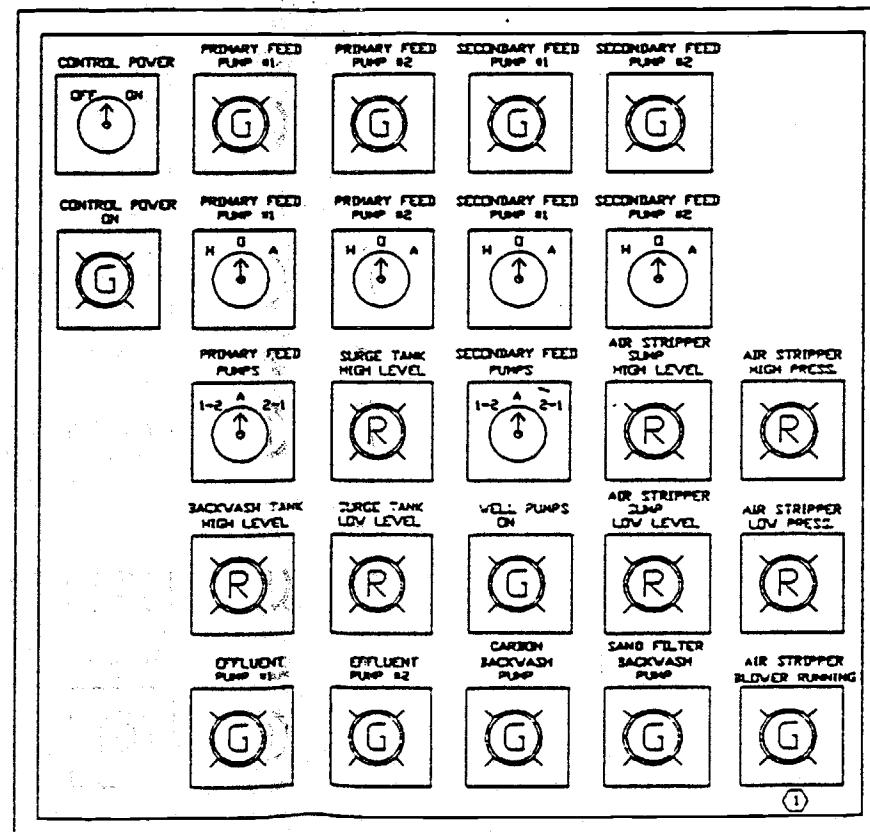 CONTROL POWER
OFF ON
PRIMARY FEED
PUMP #1
G
PRIMARY FEED
PUMP #2
G
SECONDARY FEED
PUMP #1
G
SECONDARY FEED
PUMP #2
G
CONTROL POWER
ON
G
PRIMARY FEED
PUMP #1
H O A
PRIMARY FEED
PUMP #2
H O A
SECONDARY FEED
PUMP #1
H O A
SECONDARY FEED
PUMP #2
H O A
PRIMARY FEED
PUMPS
1-2 A 2-1
SURGE TANK
HIGH LEVEL
R
SECONDARY FEED
PUMPS
1-2 A 2-1
AIR STRIPPER
SUMP
HIGH LEVEL
R
AIR STRIPPER
HIGH PRESS.
R
BACKWASH TANK
HIGH LEVEL
R
SURGE TANK
LOW LEVEL
R
WELL PUMPS
ON
G
AIR STRIPPER
SUMP
LOW LEVEL
R
AIR STRIPPER
LOW PRESS.
R
EFFLUENT
PUMP #1
G
EFFLUENT
PUMP #2
G
CARBON
BACKWASH
PUMP
G
SAND FILTER
BACKWASH
PUMP
G
AIR STRIPPER
BLOWER RUNNING
G
1